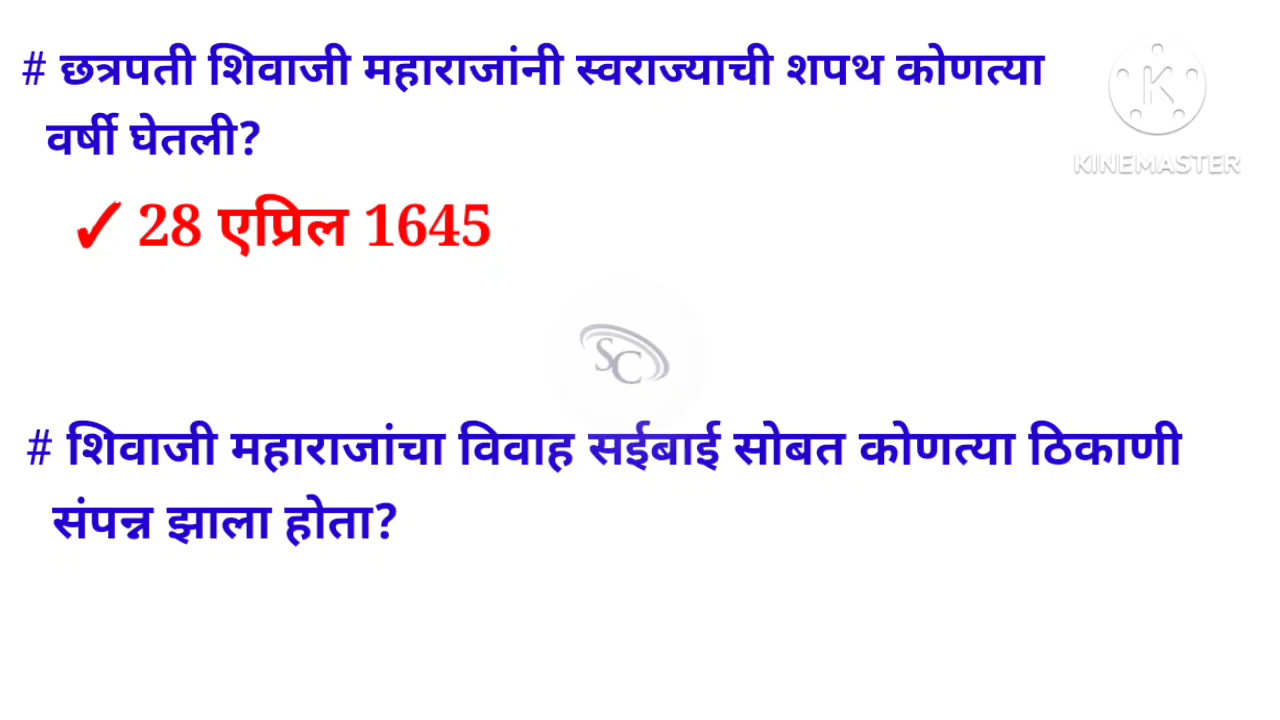 # छत्रपती शिवाजी महाराजांनी स्वराज्याची शपथ कोणत्या
वर्षी घेतली?
K
KINEMASTER
✓ 28 एप्रिल 1645
SC
# शिवाजी महाराजांचा विवाह सईबाई सोबत कोणत्या ठिकाणी
संपन्न झाला होता?